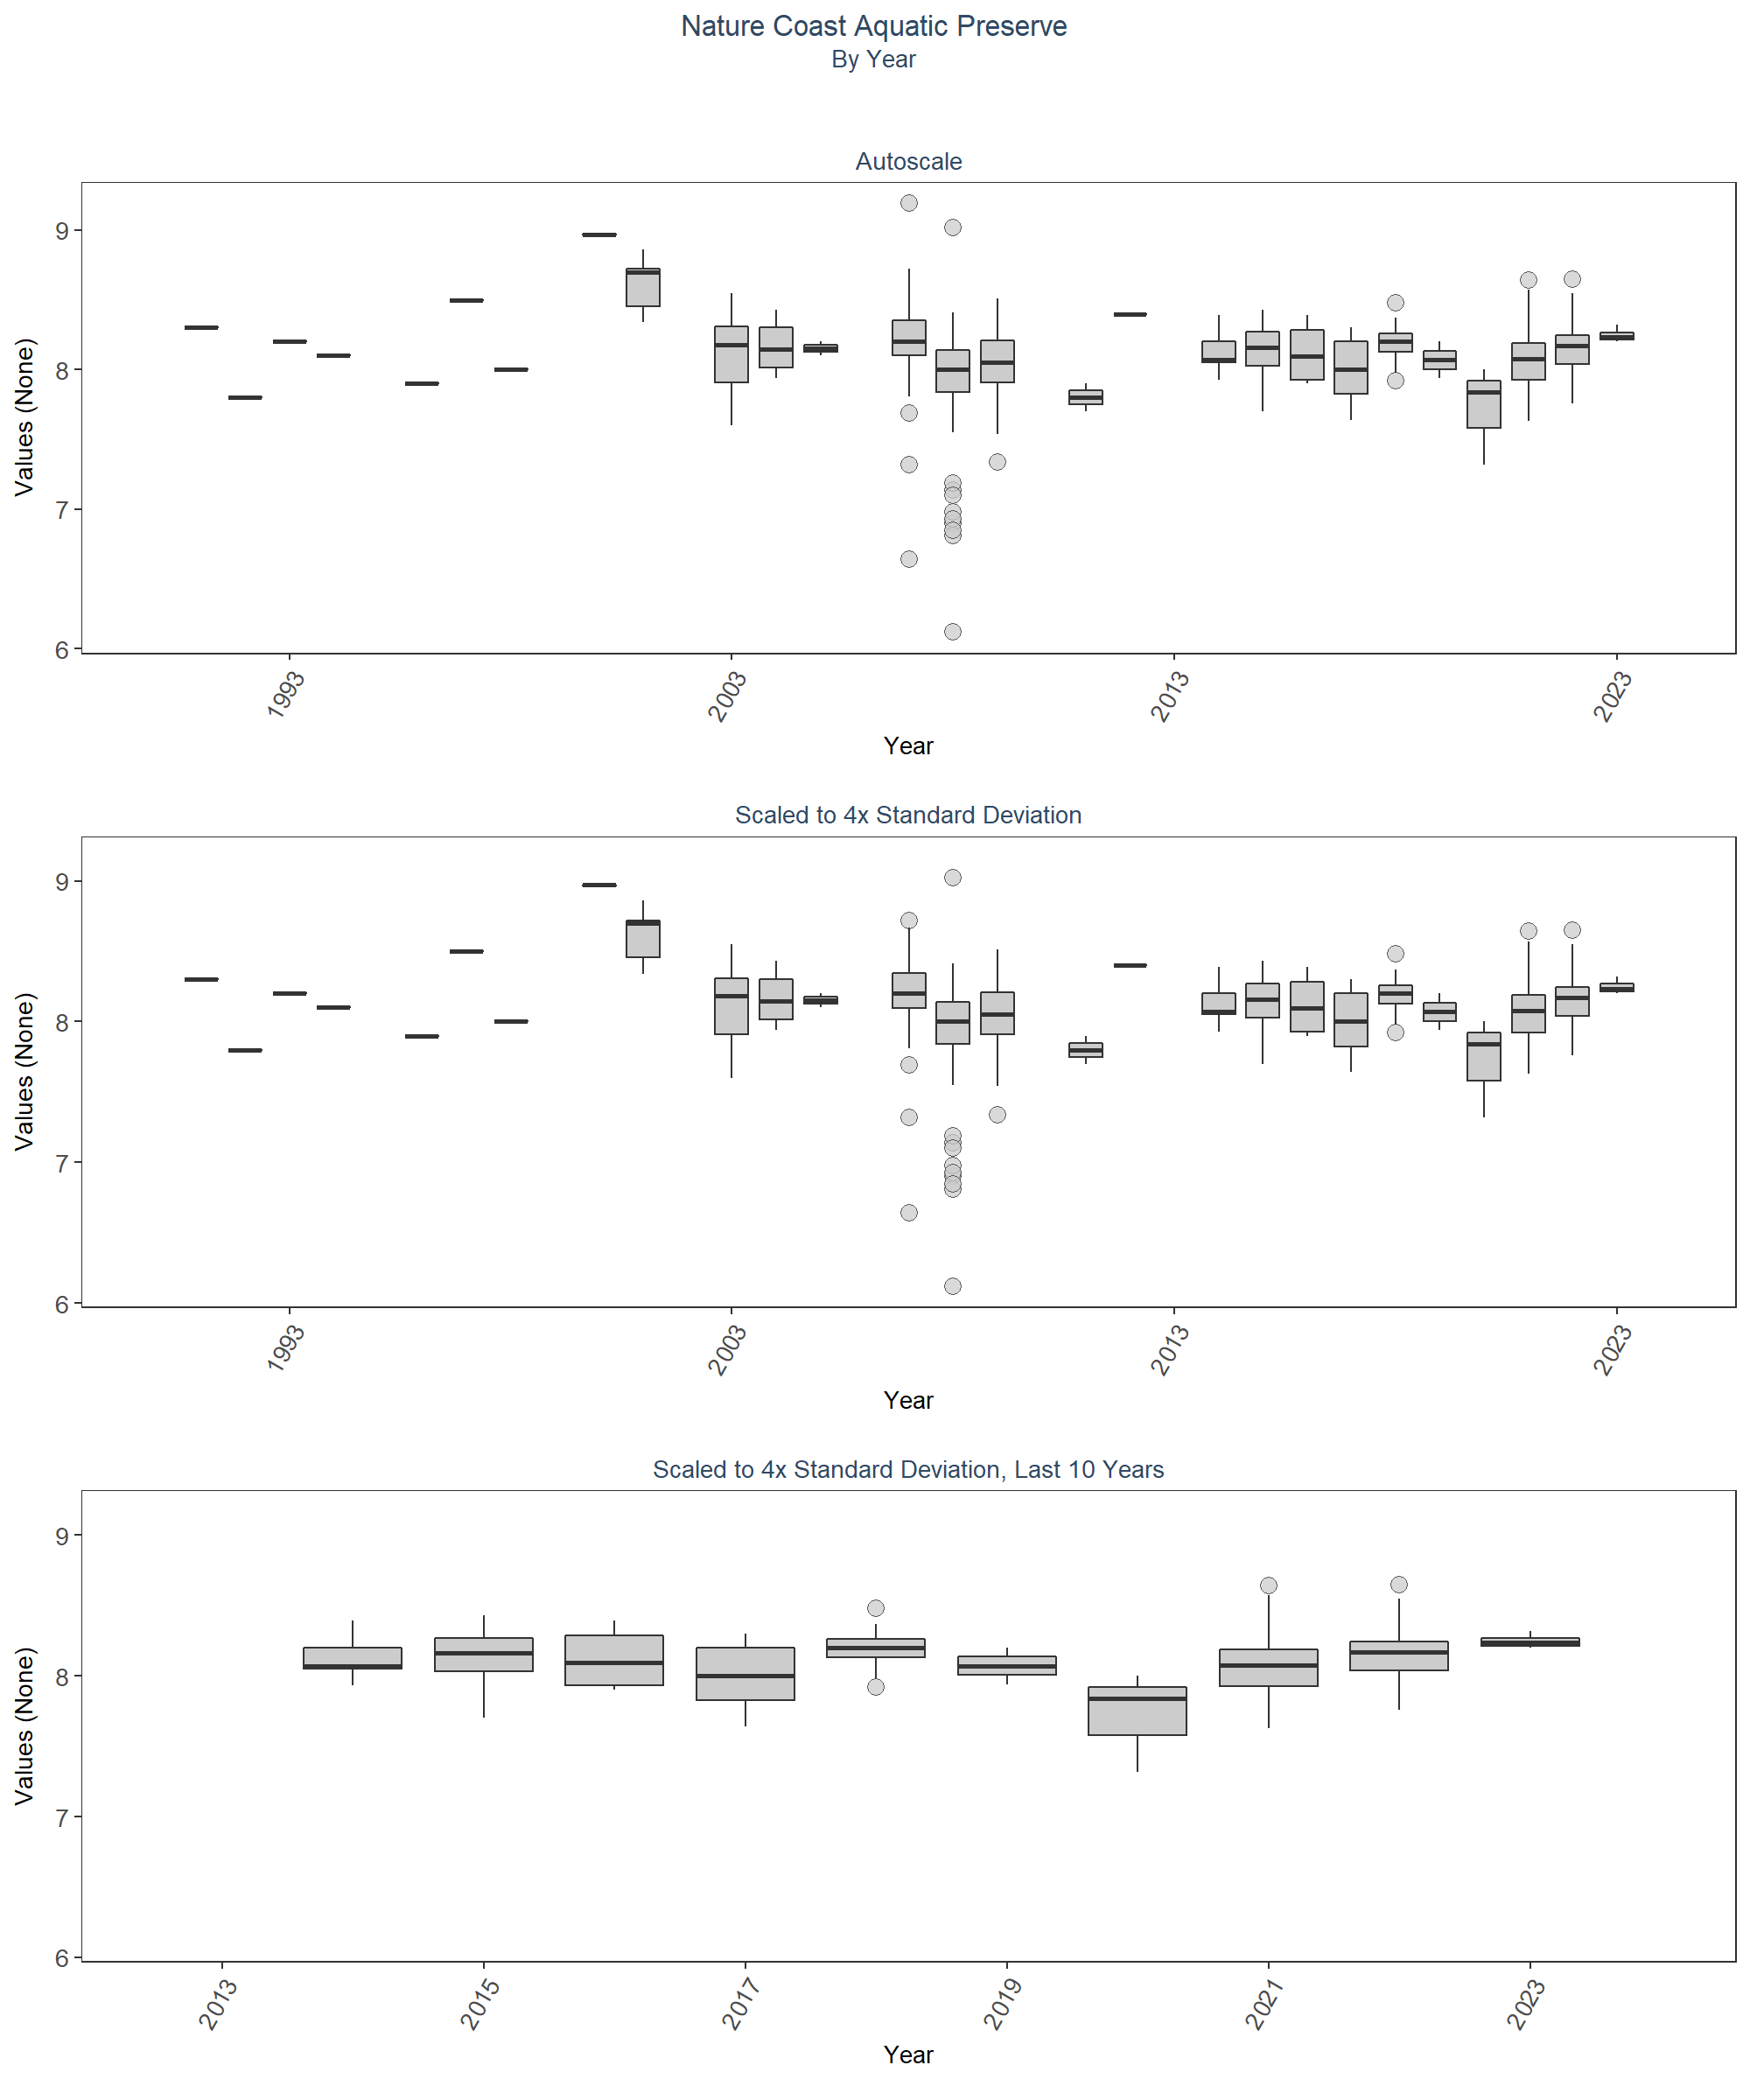 Nature Coast Aquatic Preserve
By Year
Autoscale
Values (None)
9
8
7
6
1993
2003
2013
2023
Year
Scaled to 4x Standard Deviation
Values (None)
9
8
7
6
1993
2003
2013
2023
Year
Scaled to 4x Standard Deviation, Last 10 Years
Values (None)
9
8
7
6
2013
2015
2017
2019
2021
2023
Year